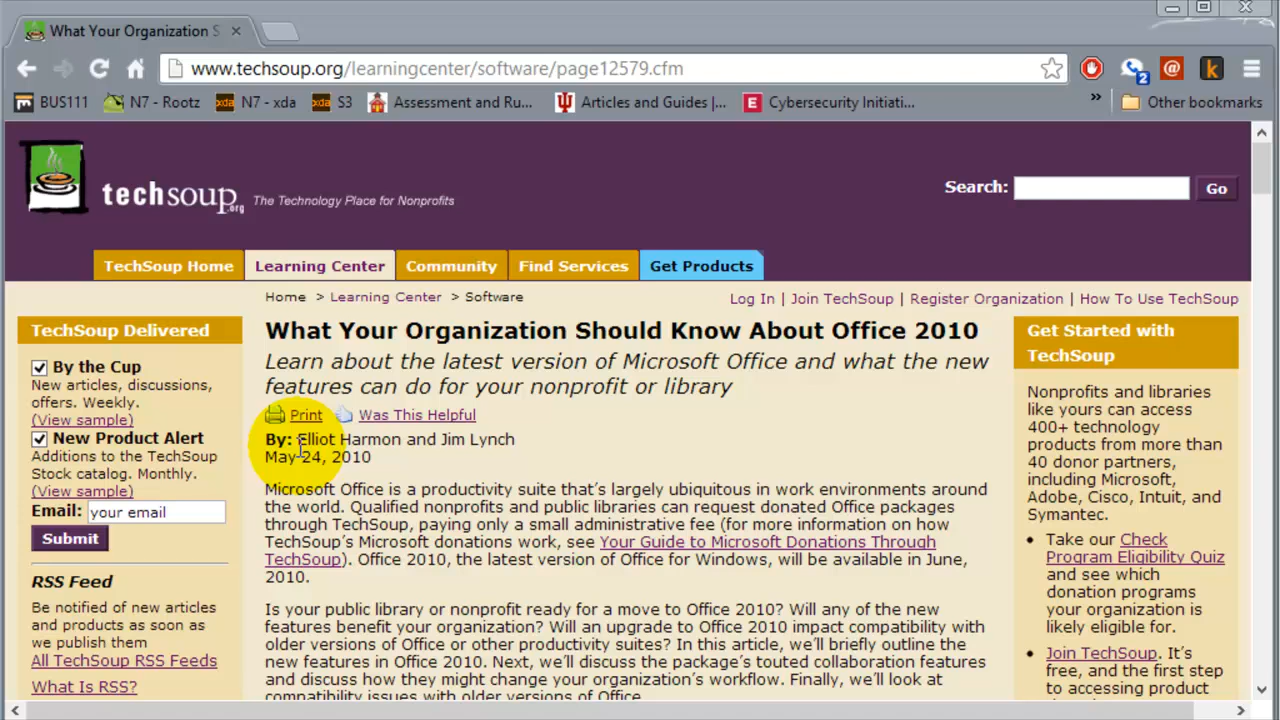 What Your Organization S
www.techsoup.org/learningcenter/software/page12579.cfm
2
BUS111
N7 - Rootz
xda
N7 - xda
xda
S3
Assessment and Ru...
Articles and Guides |...
E
Cybersecurity Initiati...
»
Other bookmarks
techsoup.org
The Technology Place for Nonprofits
Search:
Go
TechSoup Home
Learning Center
Community
Find Services
Get Products
Home > Learning Center > Software
Log In | Join TechSoup | Register Organization | How To Use TechSoup
TechSoup Delivered
By the Cup
New articles, discussions,
offers. Weekly.
(View sample)
New Product Alert
Additions to the TechSoup
Stock catalog. Monthly.
(View sample)
Email: your email
Submit
RSS Feed
Be notified of new articles
and products as soon as
we publish them
All TechSoup RSS Feeds
What Is RSS?
What Your Organization Should Know About Office 2010
Learn about the latest version of Microsoft Office and what the new
features can do for your nonprofit or library
Print
Was This Helpful
By: Elliot Harmon and Jim Lynch
May 24, 2010
Microsoft Office is a productivity suite that's largely ubiquitous in work environments around
the world. Qualified nonprofits and public libraries can request donated Office packages
through TechSoup, paying only a small administrative fee (for more information on how
TechSoup's Microsoft donations work, see Your Guide to Microsoft Donations Through
TechSoup). Office 2010, the latest version of Office for Windows, will be available in June,
2010.
Is your public library or nonprofit ready for a move to Office 2010? Will any of the new
features benefit your organization? Will an upgrade to Office 2010 impact compatibility with
older versions of Office or other productivity suites? In this article, we'll briefly outline the
new features in Office 2010. Next, we'll discuss the package's touted collaboration features
and discuss how they might change your organization's workflow. Finally, we'll look at
compatibility issues with older versions of Office.
Get Started with
TechSoup
Nonprofits and libraries
like yours can access
400+ technology
products from more than
40 donor partners,
including Microsoft,
Adobe, Cisco, Intuit, and
Symantec.
• Take our Check
Program Eligibility Quiz
and see which
donation programs
your organization is
likely eligible for.
• Join TechSoup. It's
free, and the first step
to accessing product